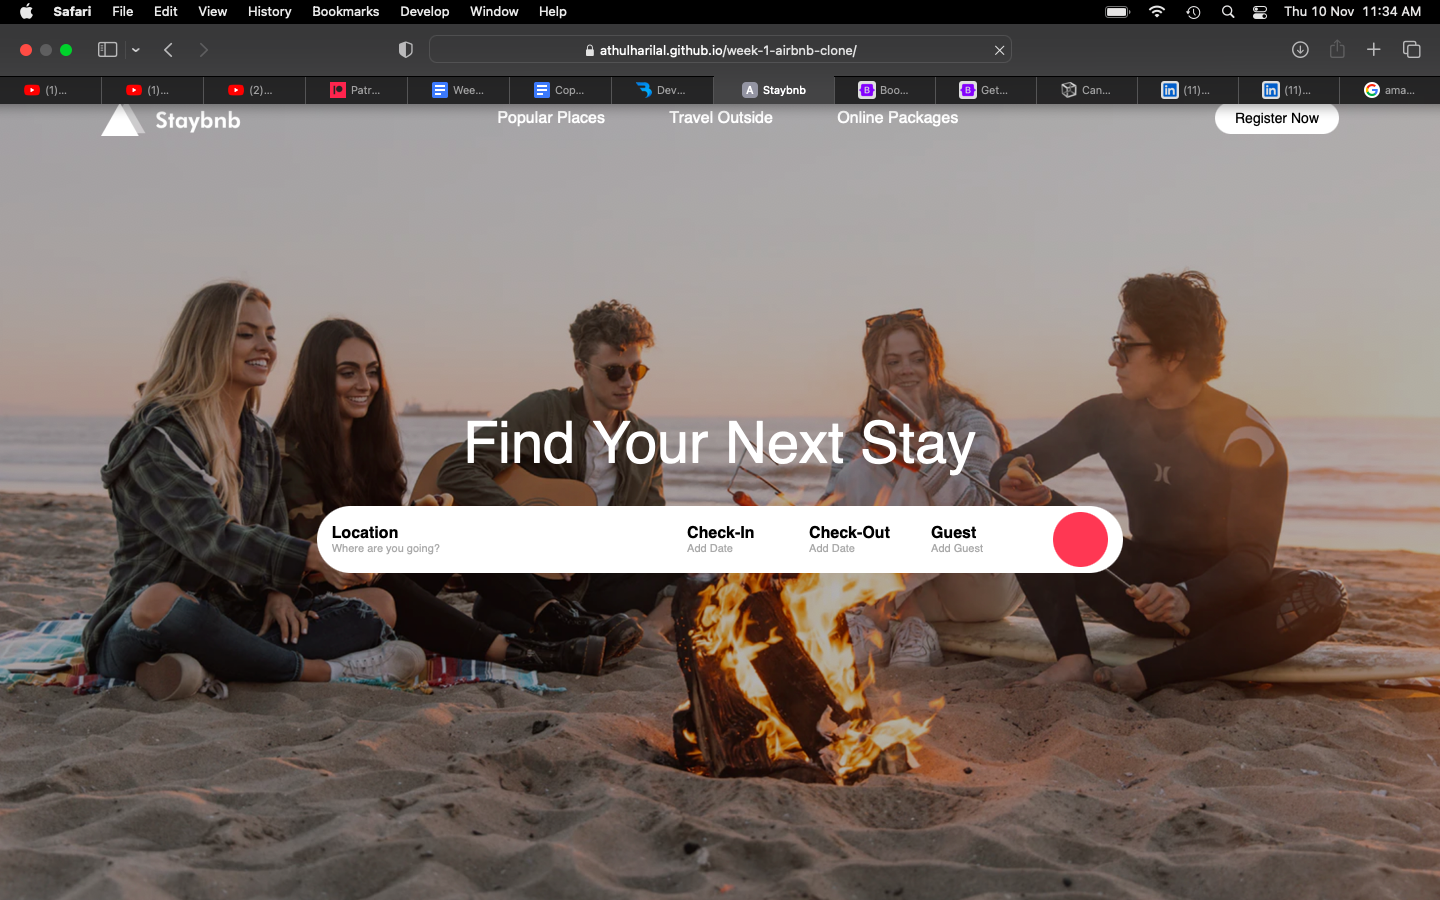 Safari File Edit View History Bookmarks Develop Window Help Thu 10 Nov 11:34 AM
athulharilal.github.io/week-1-airbnb-clone/
(1)... (1)... (2)... Patr... Wee... Cop... Dev... A Staybnb B Boo... B Get... Can... in (11)... in (11)... G ama...
Staybnb Popular Places Travel Outside Online Packages Register Now
Find Your Next Stay
Location Check-In Check-Out Guest
Where are you going? Add Date Add Date Add Guest